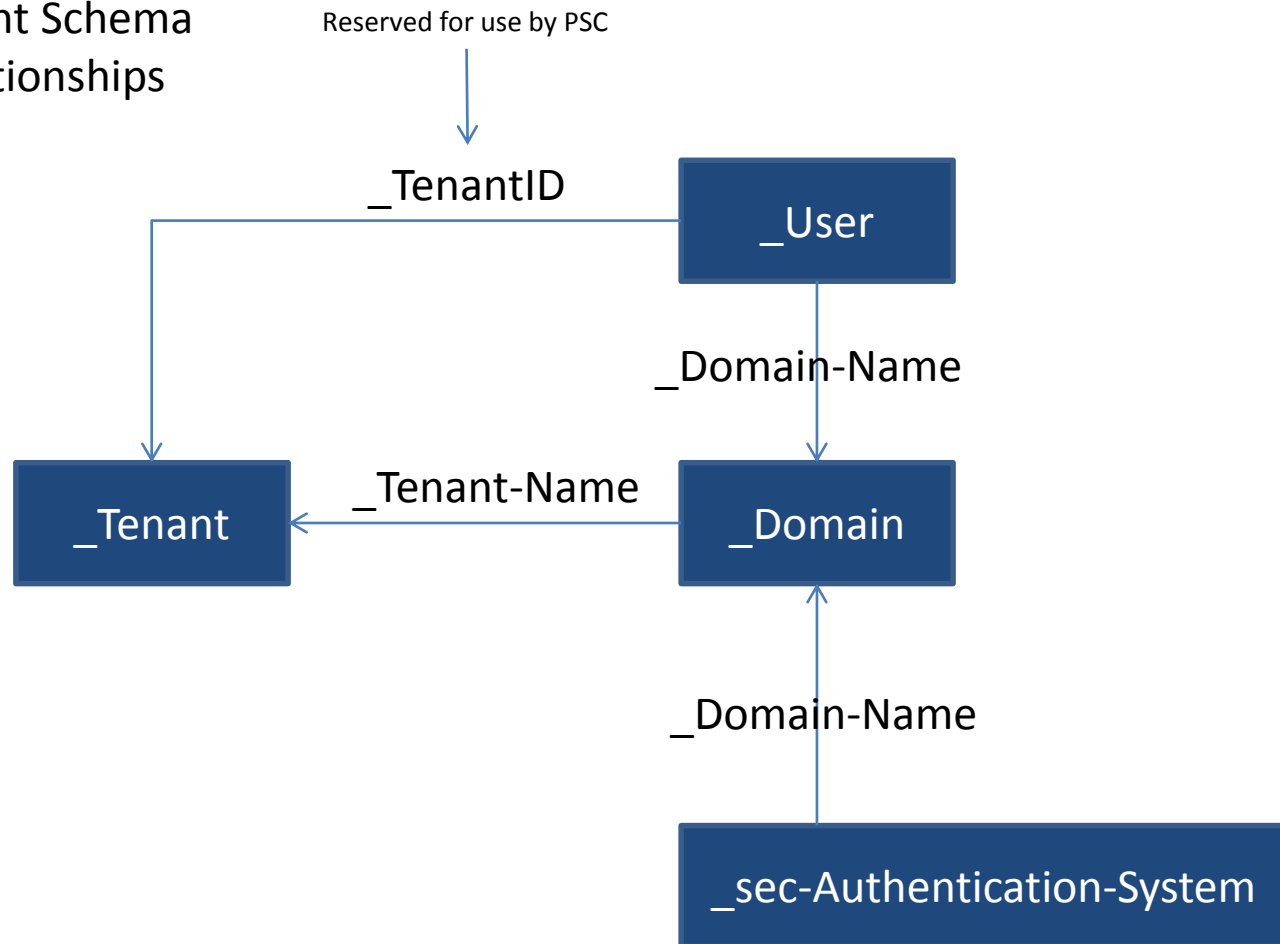 nt Schema
tionships
Reserved for use by PSC
_TenantID
_User
_Domain-Name
_Tenant-Name
_Tenant
_Domain
_Domain-Name
_sec-Authentication-System